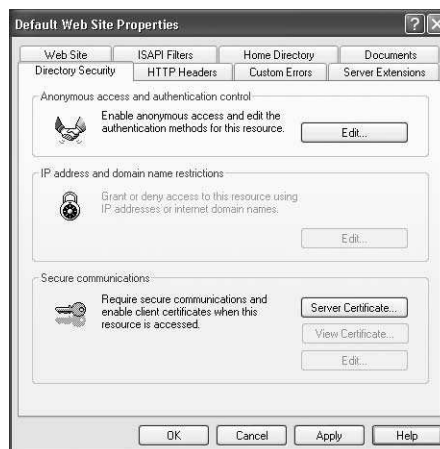 Default Web Site Properties
Web Site ISAPI Filters Home Directory Documents
Directory Security HTTP Headers Custom Errors Server Extensions
Anonymous access and authentication control
Enable anonymous access and edit the
authentication methods for this resource.
Edit...
IP address and domain name restrictions
Grant or deny access to this resource using
IP addresses or internet domain names.
Edit...
Secure communications
Require secure communications and
enable client certificates when this
resource is accessed.
Server Certificate...
View Certificate...
Edit...
OK Cancel Apply Help